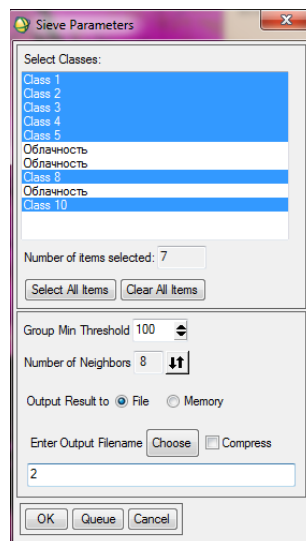 Sieve Parameters
Select Classes:
Class 1
Class 2
Class 3
Class 4
Class 5
Облачность
Облачность
Class 8
Облачность
Class 10
Number of items selected: 7
Select All Items Clear All Items
Group Min Threshold 100
Number of Neighbors 8
Output Result to File Memory
Enter Output Filename Choose Compress
2
OK Queue Cancel